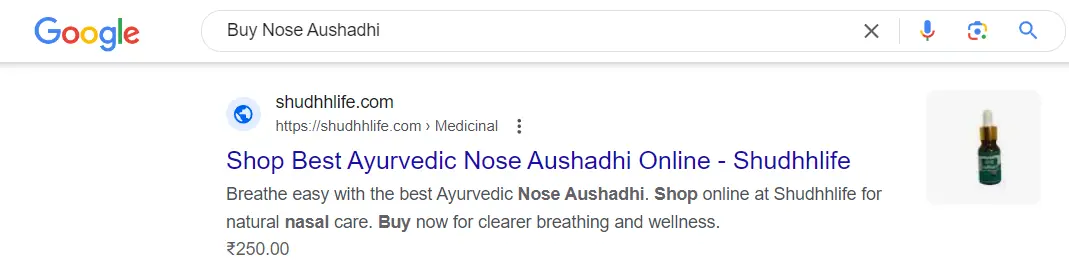 Google
Buy Nose Aushadhi
shudhhlife.com
https://shudhhlife.com › Medicinal
Shop Best Ayurvedic Nose Aushadhi Online - Shudhhlife
Breathe easy with the best Ayurvedic Nose Aushadhi. Shop online at Shudhhlife for
natural nasal care. Buy now for clearer breathing and wellness.
₹250.00